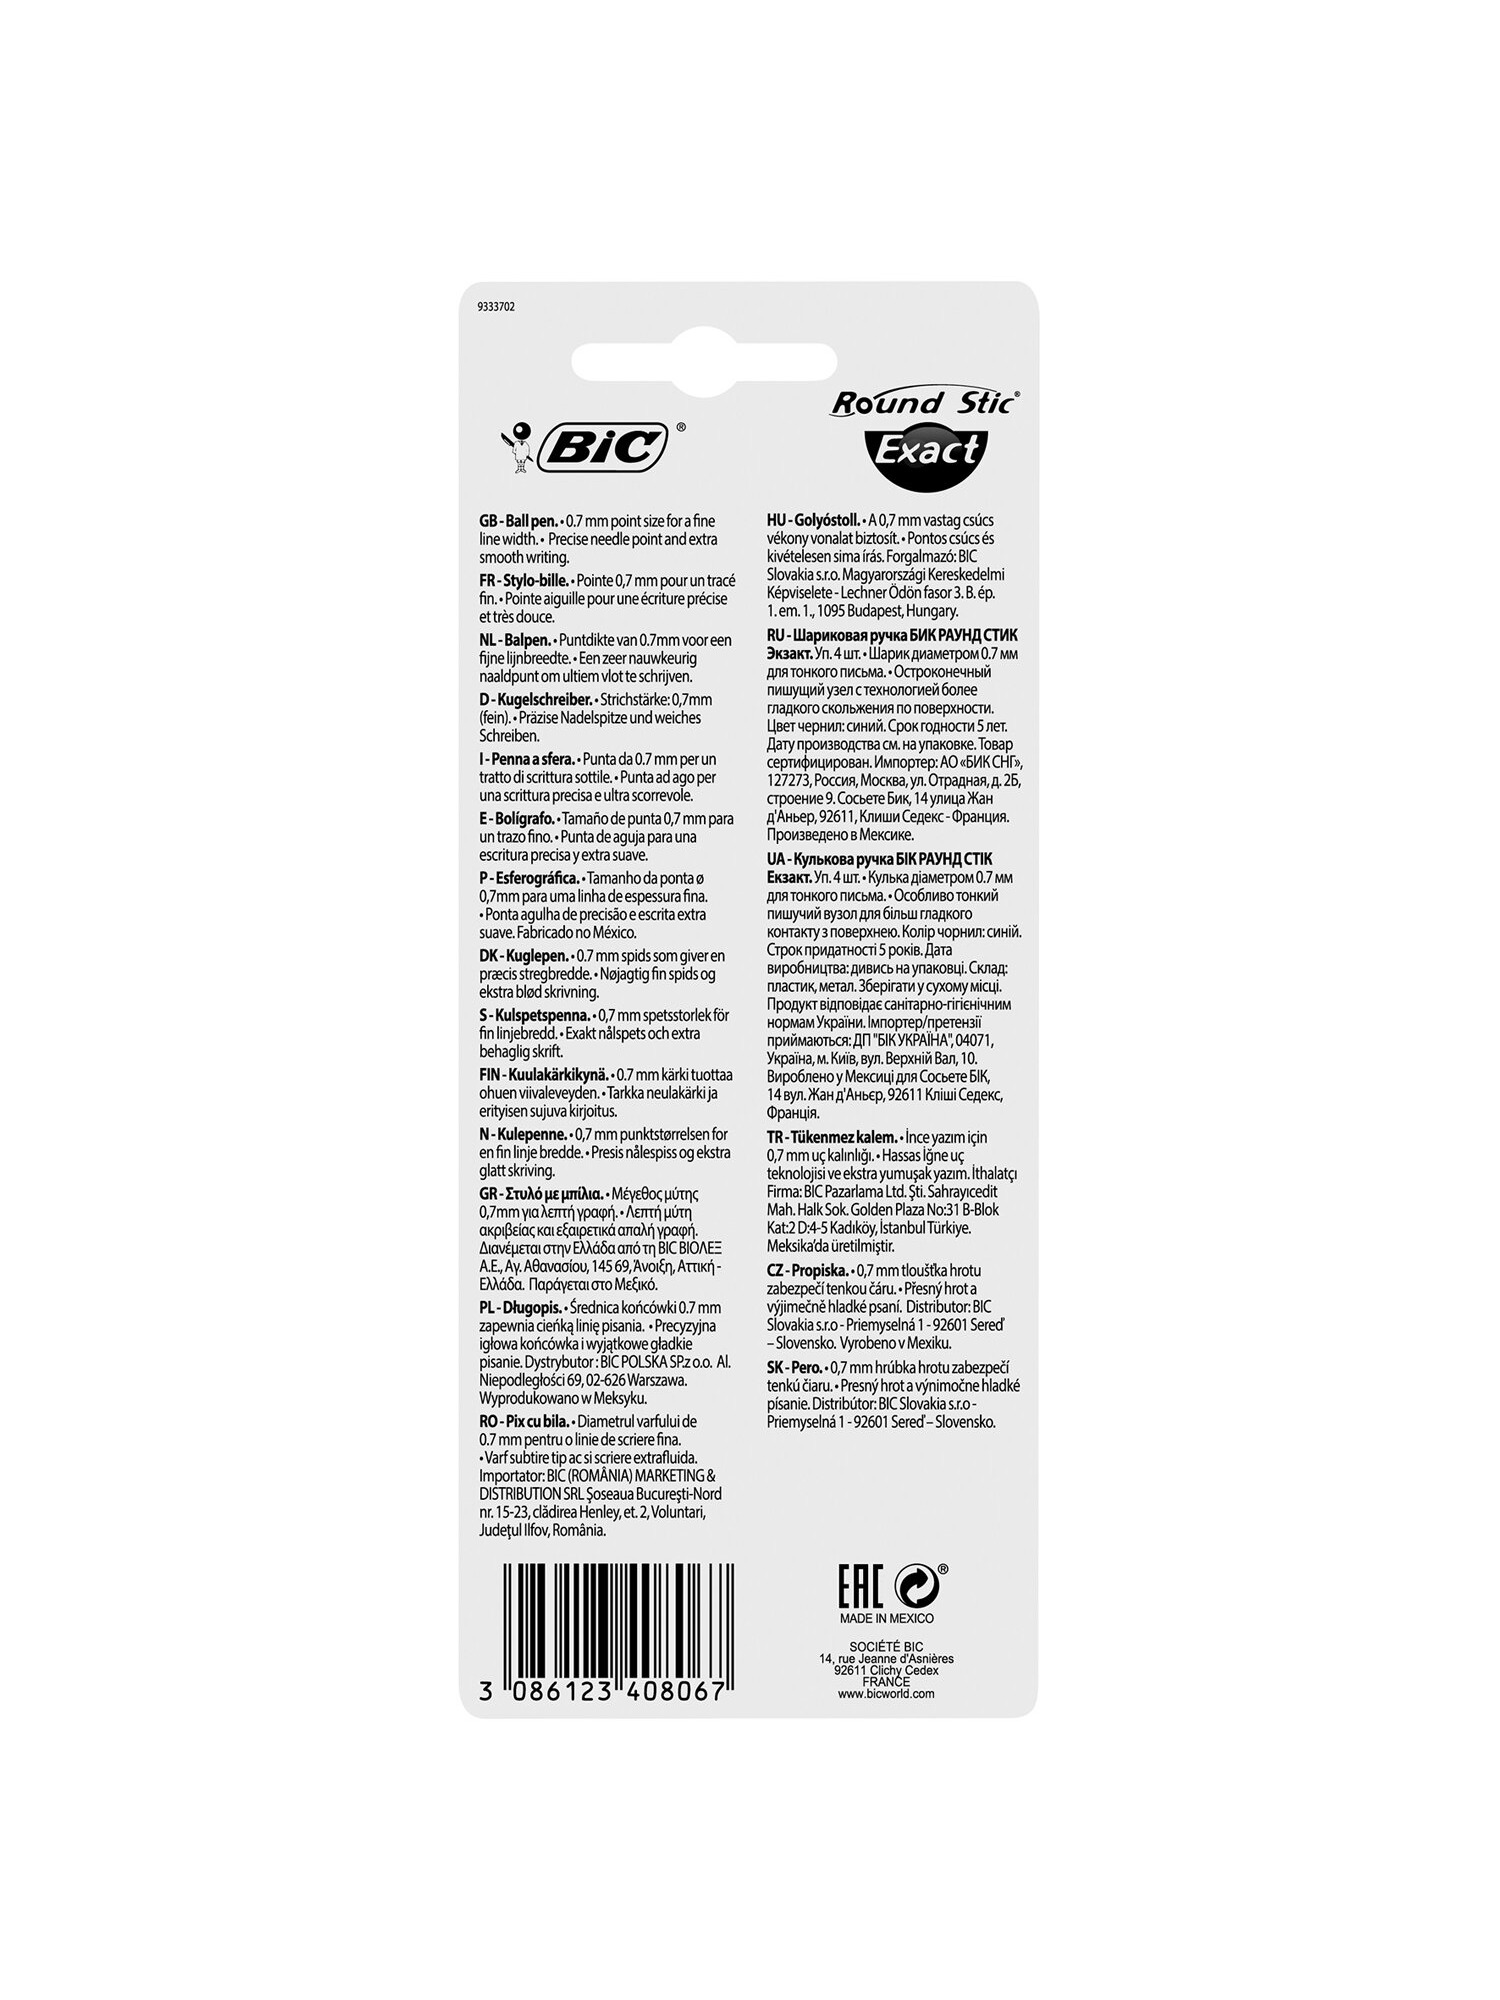 9333702
BiC®
Round Stic®
Exact
GB - Ball pen. • 0.7 mm point size for a fine
line width. • Precise needle point and extra
smooth writing.
FR - Stylo-bille. • Pointe 0,7 mm pour un tracé
fin. • Pointe aiguille pour une écriture précise
et très douce.
NL - Balpen. • Puntdikte van 0.7mm voor een
fijne lijnbreedte. • Een zeer nauwkeurig
naaldpunt om ultiem vlot te schrijven.
D - Kugelschreiber. • Strichstärke: 0,7mm
(fein). • Präzise Nadelspitze und weiches
Schreiben.
I - Penna a sfera. • Punta da 0.7 mm per un
tratto di scrittura sottile. • Punta ad ago per
una scrittura precisa e ultra scorrevole.
E - Bolígrafo. • Tamaño de punta 0,7 mm para
un trazo fino. • Punta de aguja para una
escritura precisa y extra suave.
P - Esferográfica. • Tamanho da ponta ø
0,7mm para uma linha de espessura fina.
• Ponta agulha de precisão e escrita extra
suave. Fabricado no México.
DK - Kuglepen. • 0.7 mm spids som giver en
præcis stregbredde. • Nøjagtig fin spids og
ekstra blød skrivning.
S - Kulspetspenna. • 0,7 mm spetsstorlek för
fin linjebredd. • Exakt nålspets och extra
behaglig skrift.
FIN - Kuulakärkikynä. • 0.7 mm kärki tuottaa
ohuen viivaleveyden. • Tarkka neulakärki ja
erityisen sujuva kirjoitus.
N - Kulepenne. • 0,7 mm punktstørrelsen for
en fin linje bredde. • Presis nålespiss og ekstra
glatt skriving.
GR - Στυλό με μπίλια. • Μέγεθος μύτης
0,7mm για λεπτή γραφή. • Λεπτή μύτη
ακριβείας και εξαιρετικά απαλή γραφή.
Διανέμεται στην Ελλάδα από τη BIC ΒΙΟΛΕΞ
Α.Ε., Αγ. Αθανασίου, 145 69, Άνοιξη, Αττική -
Ελλάδα. Παράγεται στο Μεξικό.
PL - Długopis. • Średnica końcówki 0.7 mm
zapewnia cieńką linię pisania. • Precyzyjna
igłowa końcówka i wyjątkowe gładkie
pisanie. Dystrybutor : BIC POLSKA SP.z o.o. Al.
Niepodległości 69, 02-626 Warszawa.
Wyprodukowano w Meksyku.
RO - Pix cu bila. • Diametrul varfului de
0.7 mm pentru o linie de scriere fina.
• Varf subtire tip ac si scriere extrafluida.
Importator: BIC (ROMÂNIA) MARKETING &
DISTRIBUTION SRL Şoseaua Bucureşti-Nord
nr. 15-23, clădirea Henley, et. 2, Voluntari,
Judeţul Ilfov, România.
3 086123 408067
HU - Golyóstoll. • A 0,7 mm vastag csúcs
vékony vonalat biztosít. • Pontos csúcs és
kivételesen sima írás. Forgalmazó: BIC
Slovakia s.r.o. Magyarországi Kereskedelmi
Képviselete - Lechner Ödön fasor 3. B. ép.
1. em. 1., 1095 Budapest, Hungary.
RU - Шариковая ручка БИК РАУНД СТИК
Экзакт. Уп. 4 шт. • Шарик диаметром 0.7 мм
для тонкого письма. • Остроконечный
пишущий узел с технологией более
гладкого скольжения по поверхности.
Цвет чернил: синий. Срок годности 5 лет.
Дату производства см. на упаковке. Товар
сертифицирован. Импортер: АО «БИК СНГ»,
127273, Россия, Москва, ул. Отрадная, д. 2Б,
строение 9. Сосьете Бик, 14 улица Жан
д'Аньер, 92611, Клиши Седекс - Франция.
Произведено в Мексике.
UA - Кулькова ручка БІК РАУНД СТІК
Екзакт. Уп. 4 шт. • Кулька діаметром 0.7 мм
для тонкого письма. • Особливо тонкий
пишучий вузол для більш гладкого
контакту з поверхнею. Колір чорнил: синій.
Строк придатності 5 років. Дата
виробництва: дивись на упаковці. Склад:
пластик, метал. Зберігати у сухому місці.
Продукт відповідає санітарно-гігієнічним
нормам України. Імпортер/претензії
приймаються: ДП "БІК УКРАЇНА", 04071,
Україна, м. Київ, вул. Верхній Вал, 10.
Вироблено у Мексиці для Сосьете БІК,
14 вул. Жан д'Аньєр, 92611 Кліші Седекс,
Франція.
TR - Tükenmez kalem. • İnce yazım için
0,7 mm uç kalınlığı. • Hassas İğne uç
teknolojisi ve ekstra yumuşak yazım. İthalatçı
Firma: BIC Pazarlama Ltd. Şti. Sahrayıcedit
Mah. Halk Sok. Golden Plaza No:31 B-Blok
Kat:2 D:4-5 Kadıköy, İstanbul Türkiye.
Meksika’da üretilmiştir.
CZ - Propiska. • 0,7 mm tloušťka hrotu
zabezpečí tenkou čáru. • Přesný hrot a
výjimečně hladké psaní. Distributor: BIC
Slovakia s.r.o - Priemyselná 1 - 92601 Sereď
– Slovensko. Vyrobeno v Mexiku.
SK - Pero. • 0,7 mm hrúbka hrotu zabezpečí
tenkú čiaru. • Presný hrot a výnimočne hladké
písanie. Distribútor: BIC Slovakia s.r.o -
Priemyselná 1 - 92601 Sereď – Slovensko.
EAC ®
MADE IN MEXICO
SOCIÉTÉ BIC
14, rue Jeanne d'Asnières
92611 Clichy Cedex
FRANCE
www.bicworld.com